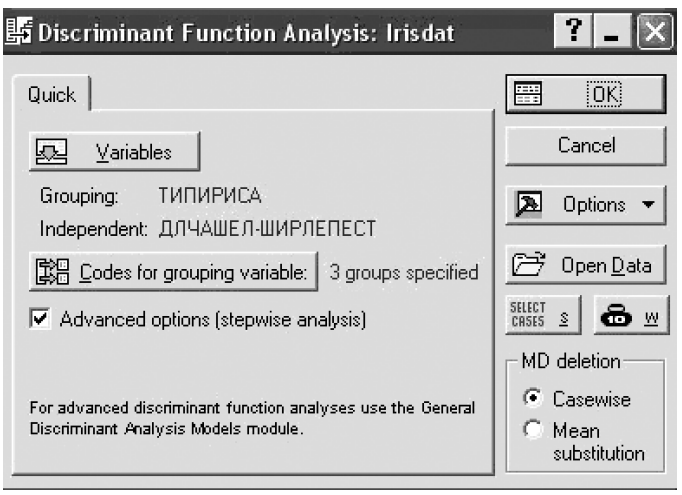 Discriminant Function Analysis: Irisdat
Quick
OK
Variables
Cancel
Grouping: ТИПИРИСА
Options
Independent: ДЛЧАШЕЛ-ШИРЛЕПЕСТ
Codes for grouping variable: 3 groups specified
Open Data
Advanced options (stepwise analysis)
SELECT CASES S
10 W
MD deletion
Casewise
Mean substitution
For advanced discriminant function analyses use the General
Discriminant Analysis Models module.